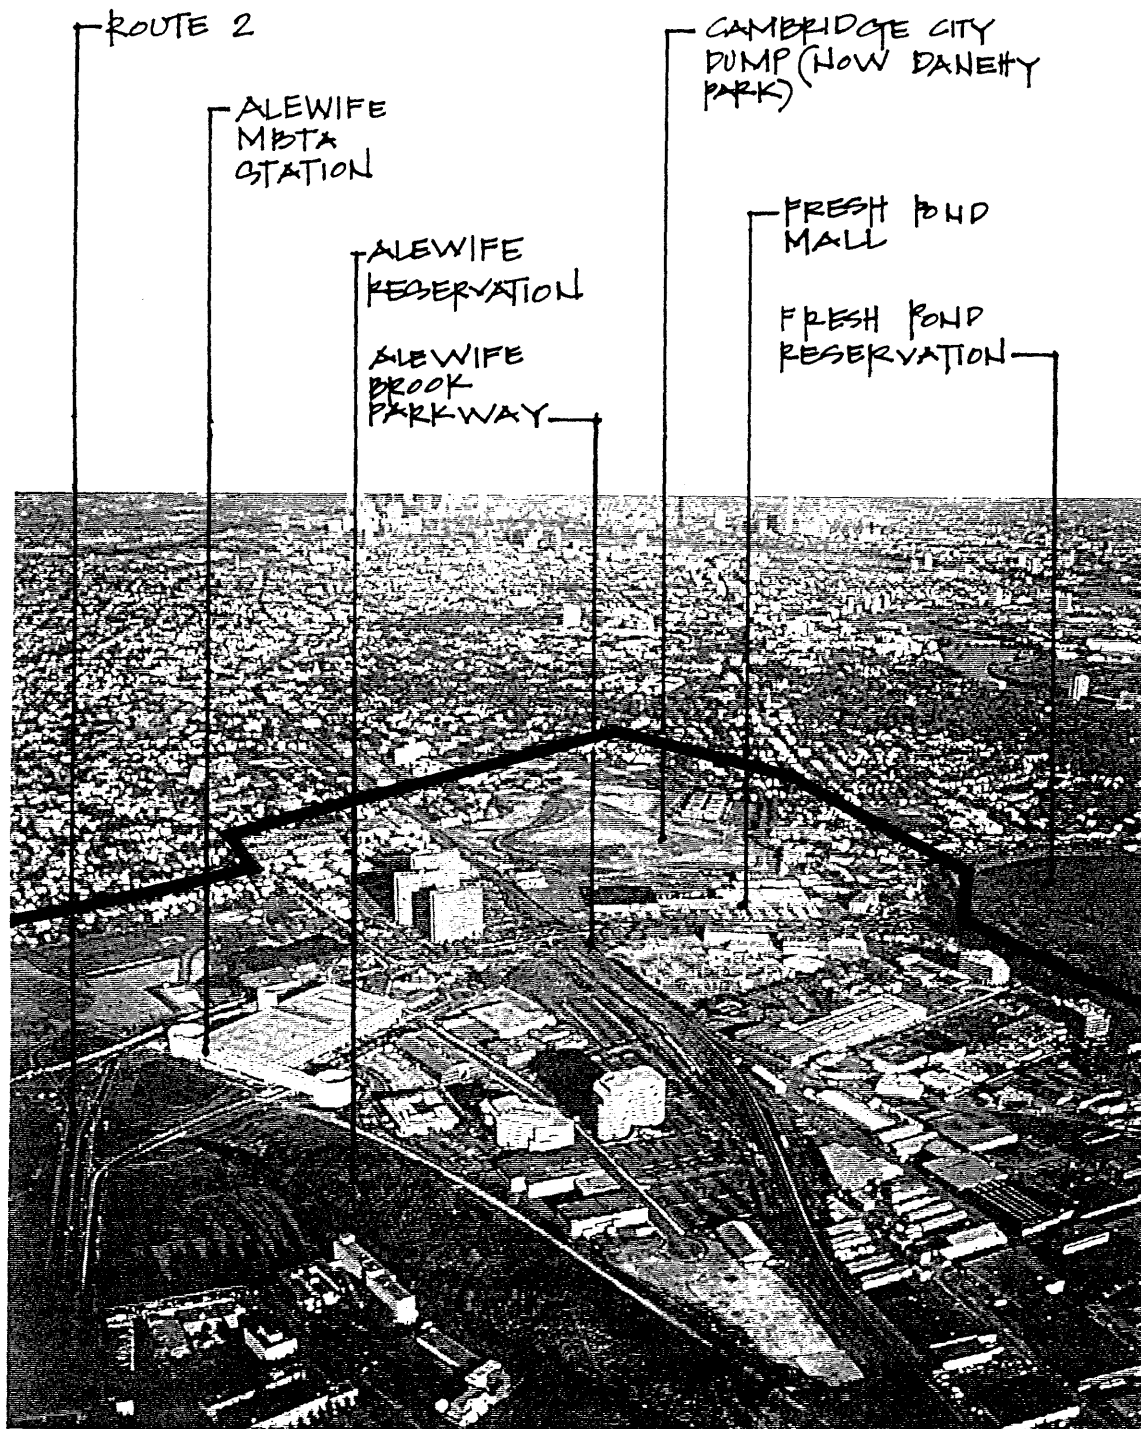 ROUTE 2
CAMBRIDGE CITY
DUMP (NOW DANEHY
PARK)
ALEWIFE
MBTA
STATION
FRESH POND
MALL
ALEWIFE
RESERVATION
FRESH POND
RESERVATION
ALEWIFE
BROOK
PARKWAY